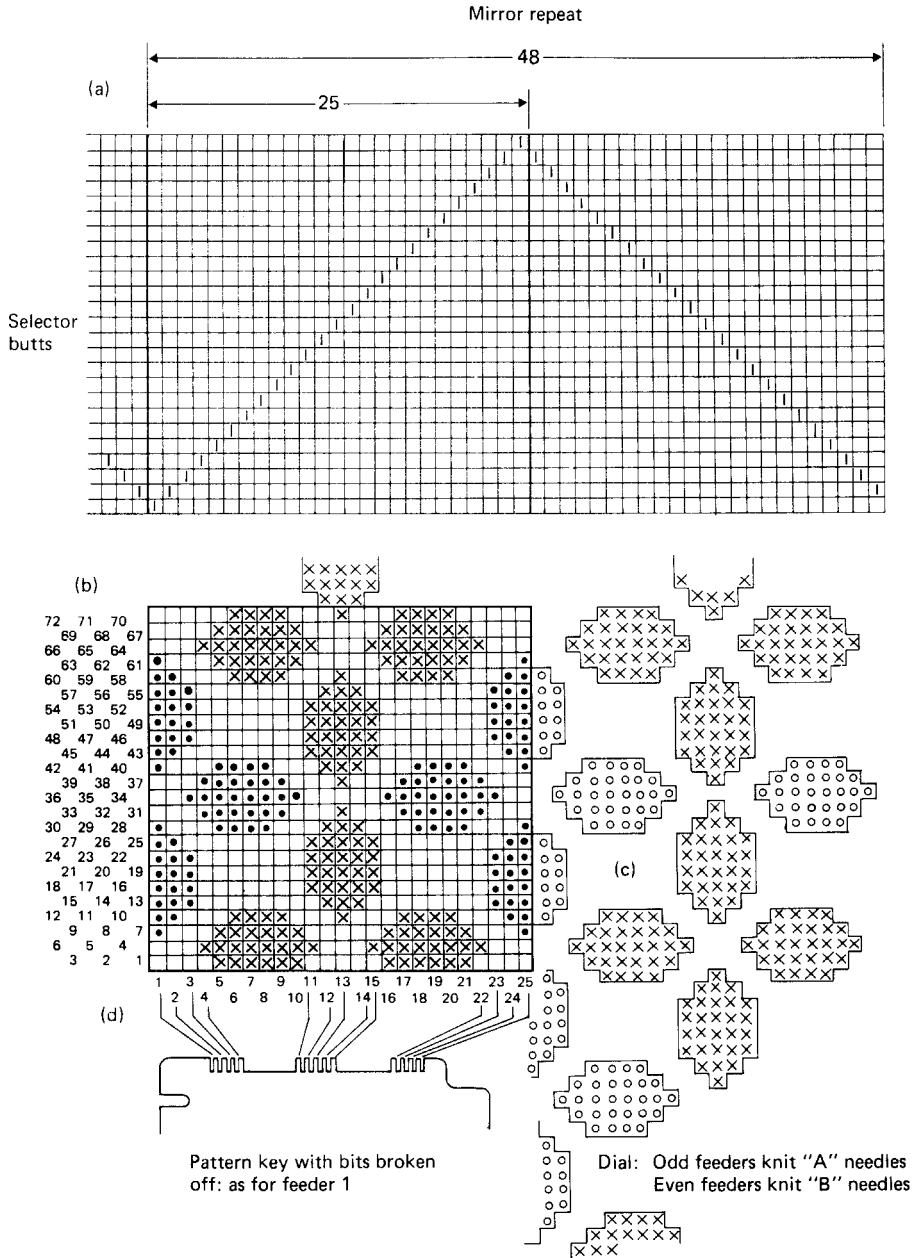 Mirror repeat
48
(a)
25
Selector
butts
(b)
72 71 70
69 68 67
66 65 64
63 62 61
60 59 58
57 56 55
54 53 52
51 50 49
48 47 46
45 44 43
42 41 40
39 38 37
36 35 34
33 32 31
30 29 28
27 26 25
24 23 22
21 20 19
18 17 16
15 14 13
12 11 10
9 8 7
6 5 4
3 2 1
(c)
1 3 5 7 9 11 13 15 17 19 21 23 25
2 4 6 8 10 12 14 16 18 20 22 24
(d)
Pattern key with bits broken
off: as for feeder 1
Dial: Odd feeders knit "A" needles
Even feeders knit "B" needles